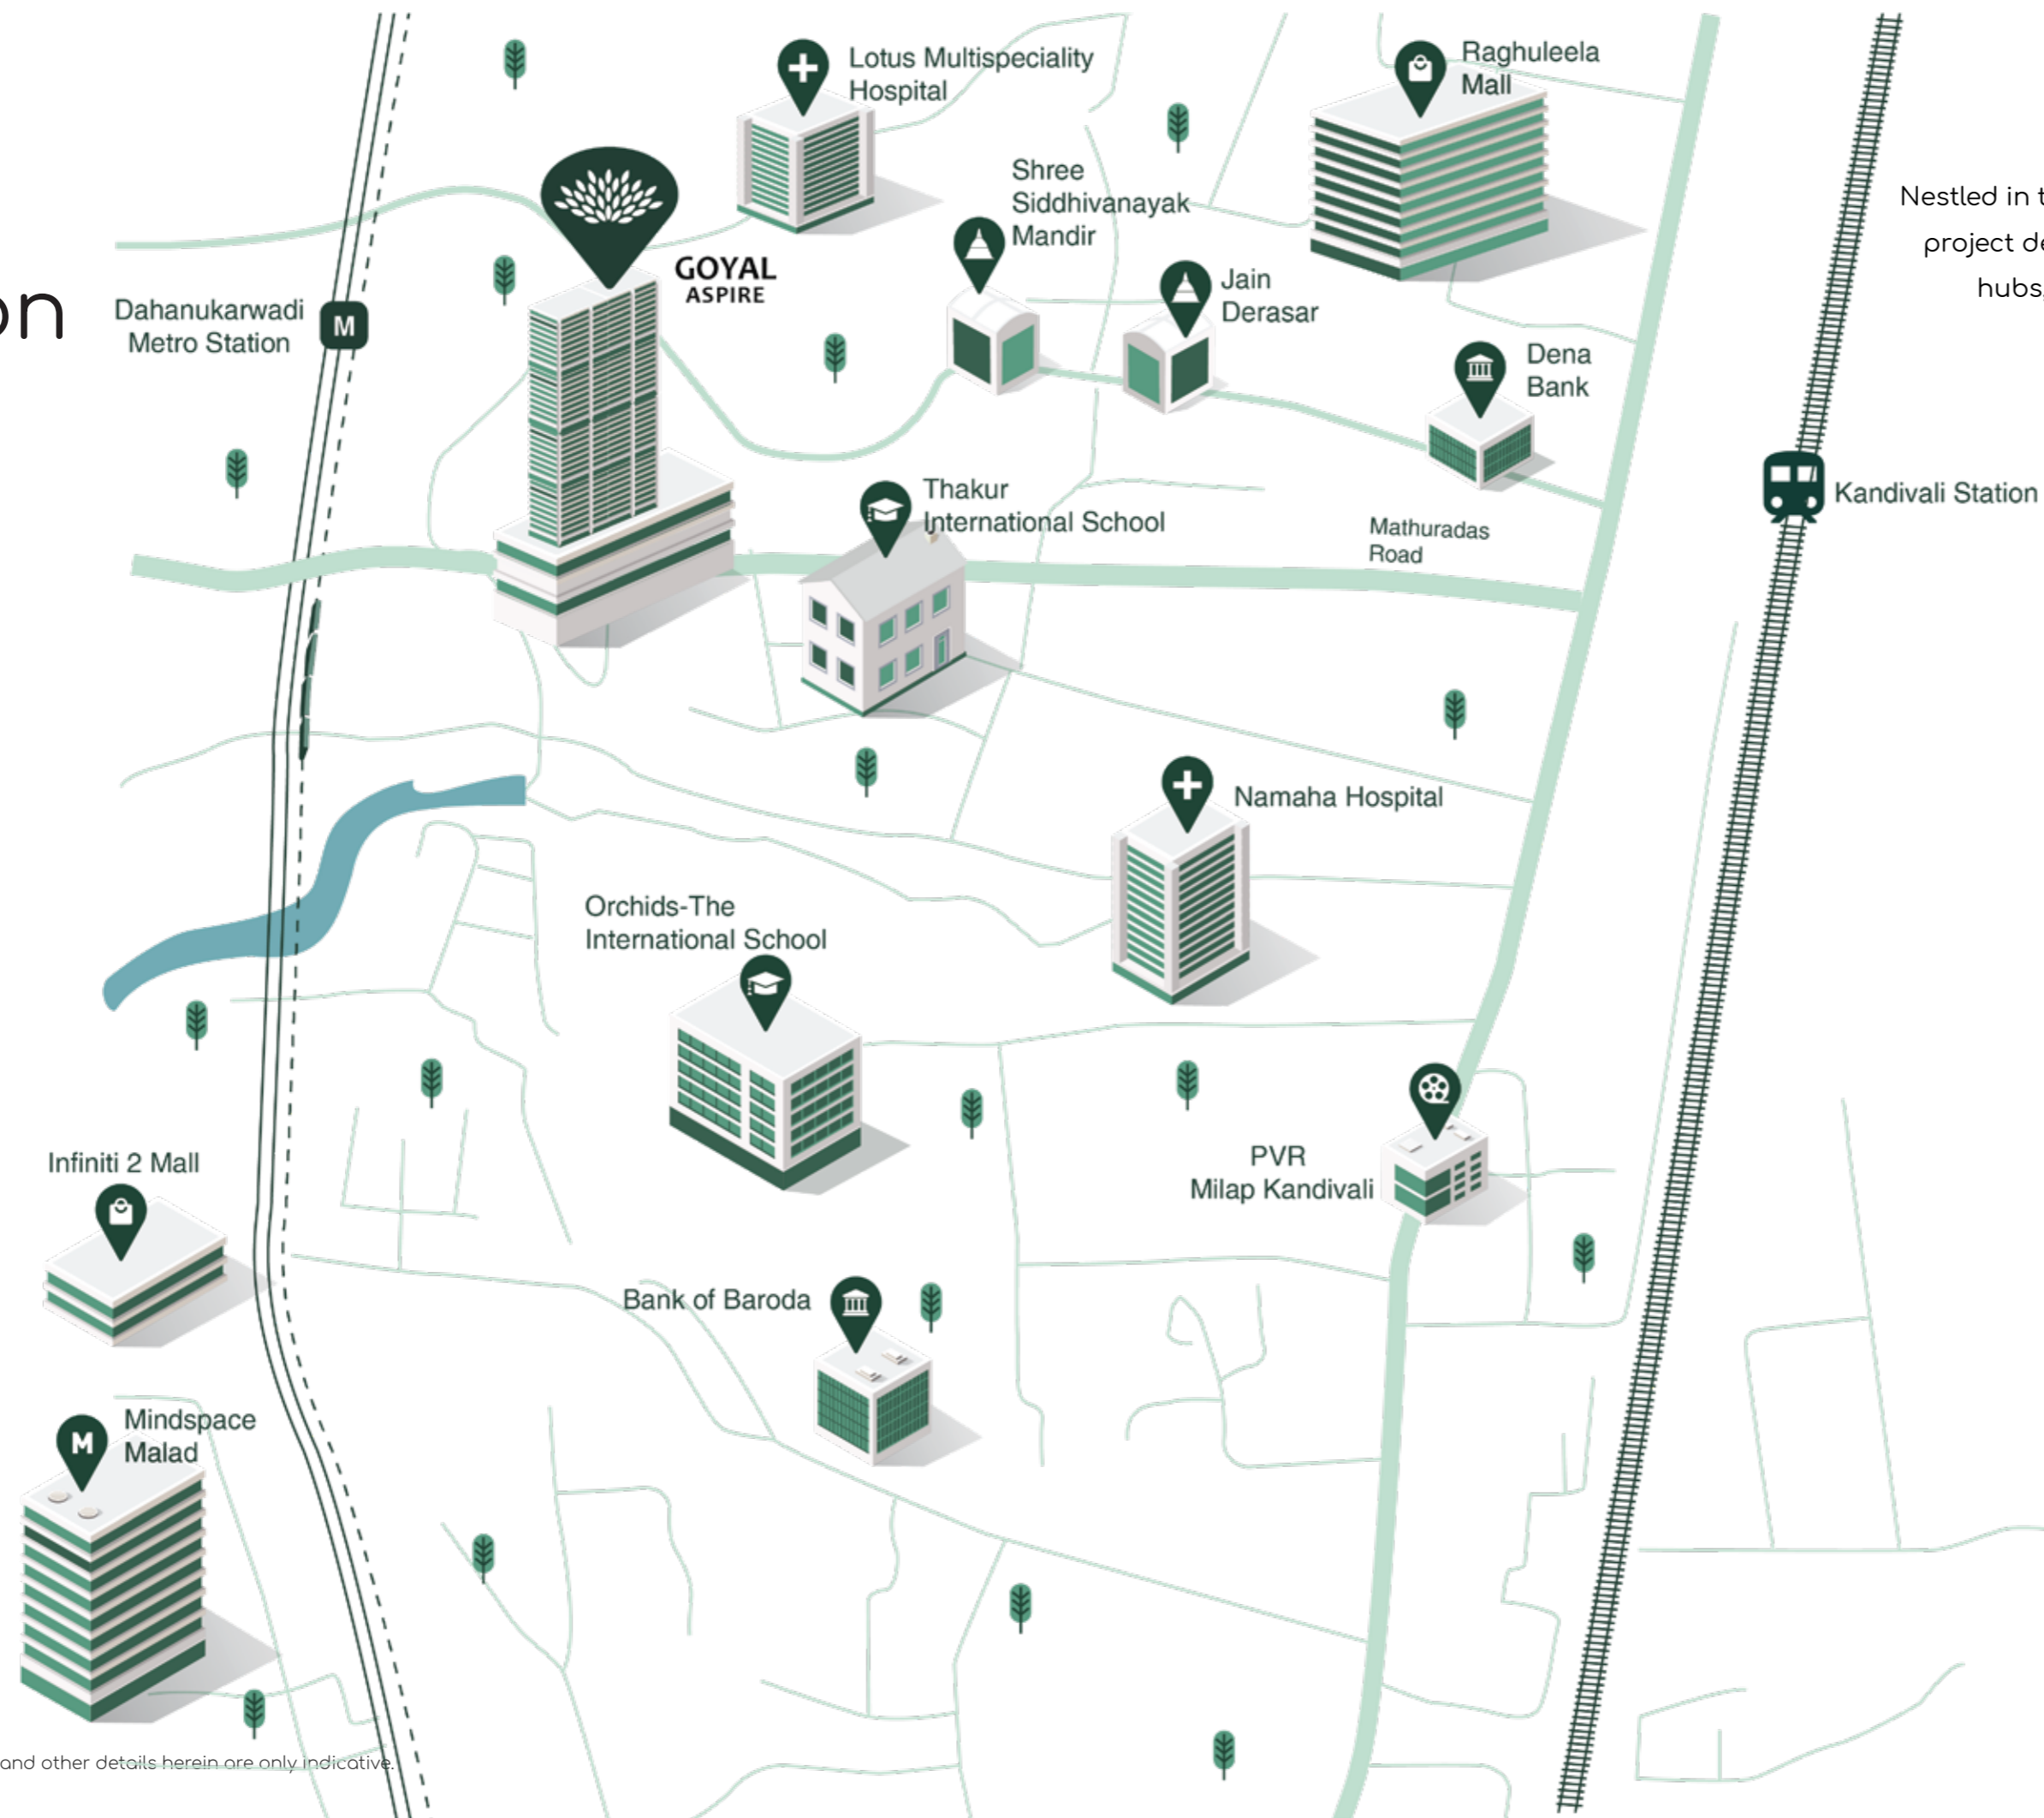 Lotus Multispeciality
Hospital
Raghuleela
Mall
Shree
Siddhivanayak
Mandir
Nestled in
project
hubs
GOYAL
ASPIRE
Jain
Derasar
on
Dahanukarwadi
Metro Station
M
Dena
Bank
Thakur
International School
Kandivali Station
Mathuradas
Road
Namaha Hospital
Orchids-The
International School
PVR
Milap Kandivali
Infiniti 2 Mall
Bank of Baroda
Mindspace
Malad
M
and other details herein are only indicative.